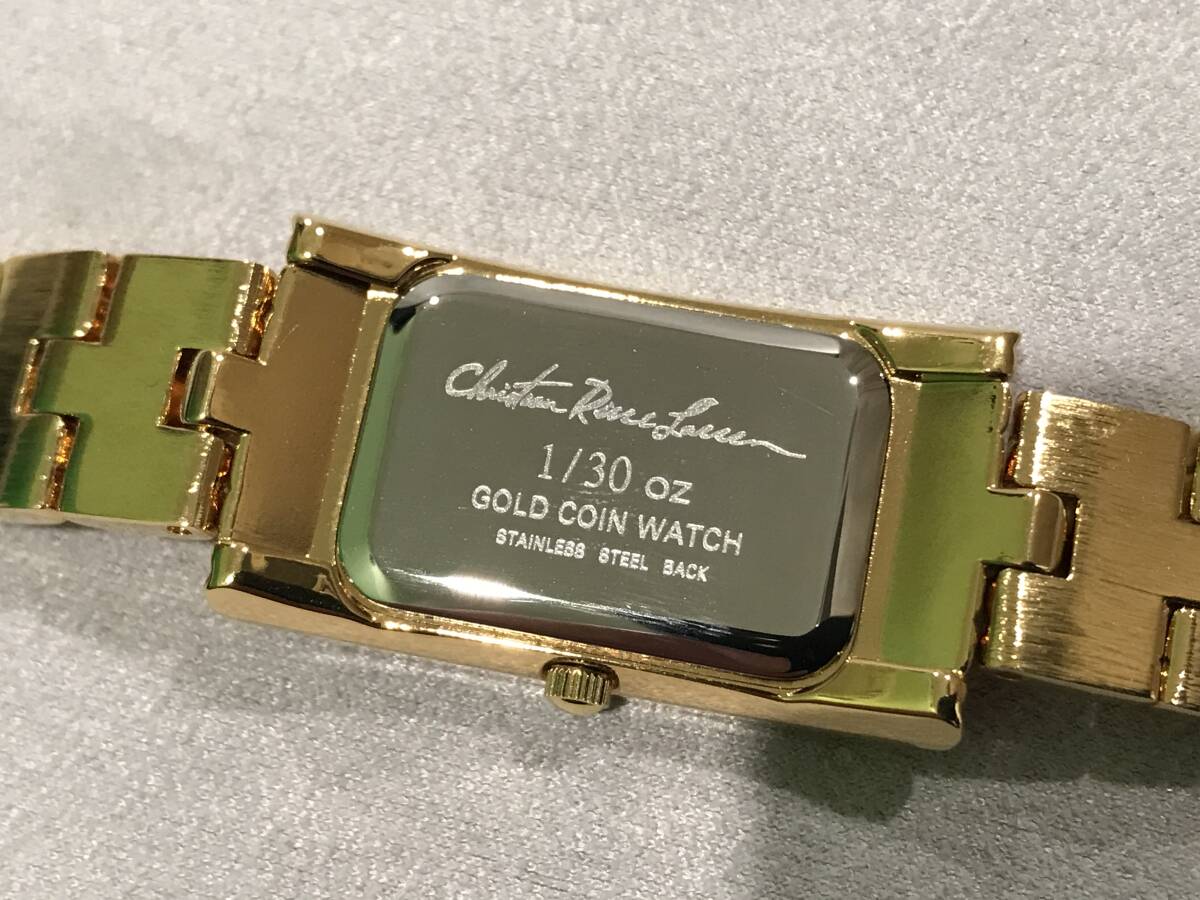 Christian Riese Lassen
1/30 oz
GOLD COIN WATCH
STAINLESS STEEL BACK